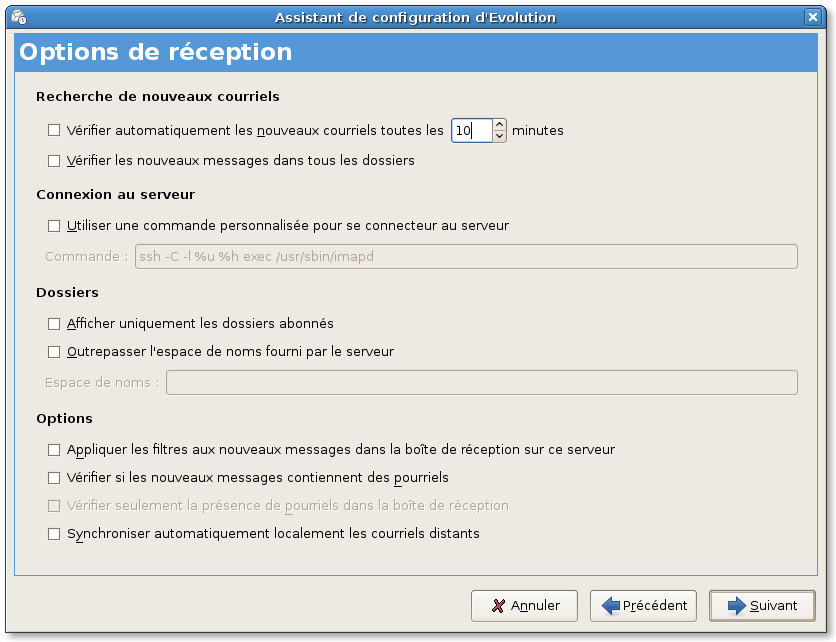 Assistant de configuration d'Evolution
Options de réception
Recherche de nouveaux courriels
Vérifier automatiquement les nouveaux courriels toutes les 10 minutes
Vérifier les nouveaux messages dans tous les dossiers
Connexion au serveur
Utiliser une commande personnalisée pour se connecteur au serveur
Commande : ssh -C -l %u %h exec /usr/sbin/imapd
Dossiers
Afficher uniquement les dossiers abonnés
Outrepasser l'espace de noms fourni par le serveur
Espace de noms :
Options
Appliquer les filtres aux nouveaux messages dans la boîte de réception sur ce serveur
Vérifier si les nouveaux messages contiennent des pourriels
Vérifier seulement la présence de pourriels dans la boîte de réception
Synchroniser automatiquement localement les courriels distants
Annuler Précédent Suivant